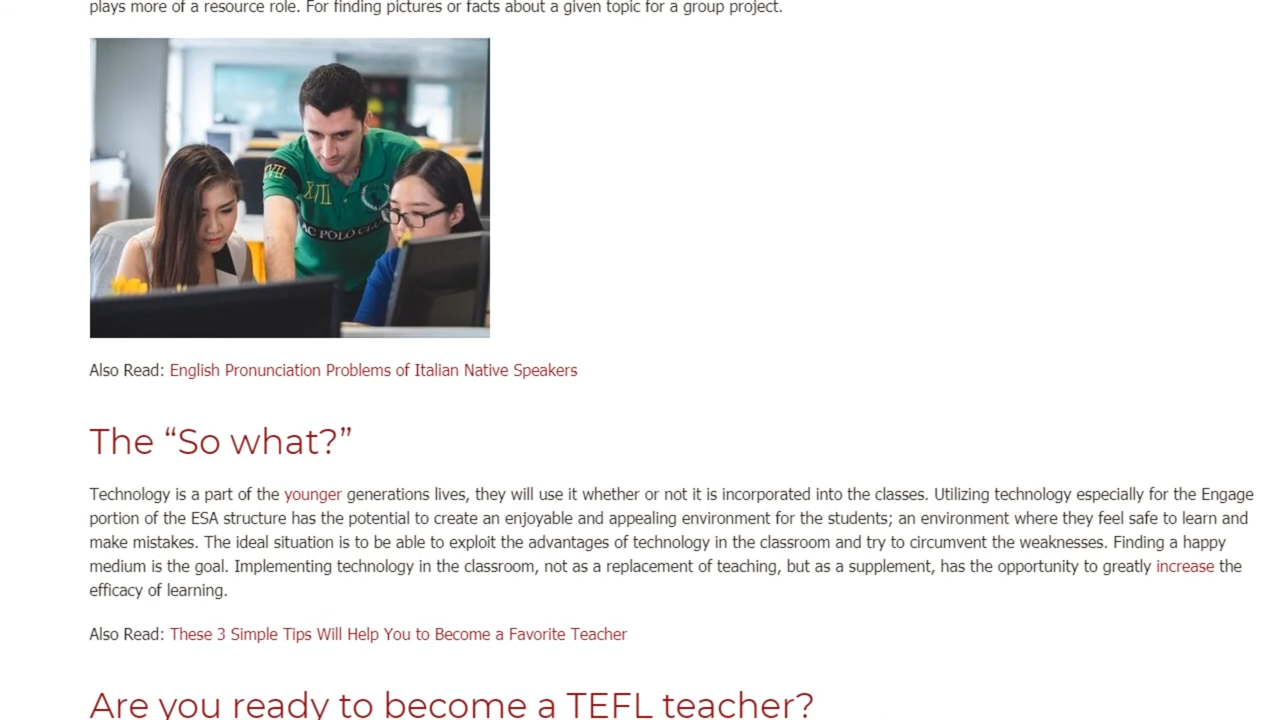 plays more of a resource role. For finding pictures or facts about a given topic for a group project.
XVII
XVII
AC POLO CL
Also Read: English Pronunciation Problems of Italian Native Speakers
The “So what?”
Technology is a part of the younger generations lives, they will use it whether or not it is incorporated into the classes. Utilizing technology especially for the Engage
portion of the ESA structure has the potential to create an enjoyable and appealing environment for the students; an environment where they feel safe to learn and
make mistakes. The ideal situation is to be able to exploit the advantages of technology in the classroom and try to circumvent the weaknesses. Finding a happy
medium is the goal. Implementing technology in the classroom, not as a replacement of teaching, but as a supplement, has the opportunity to greatly increase the
efficacy of learning.
Also Read: These 3 Simple Tips Will Help You to Become a Favorite Teacher
Are you ready to become a TEFL teacher?